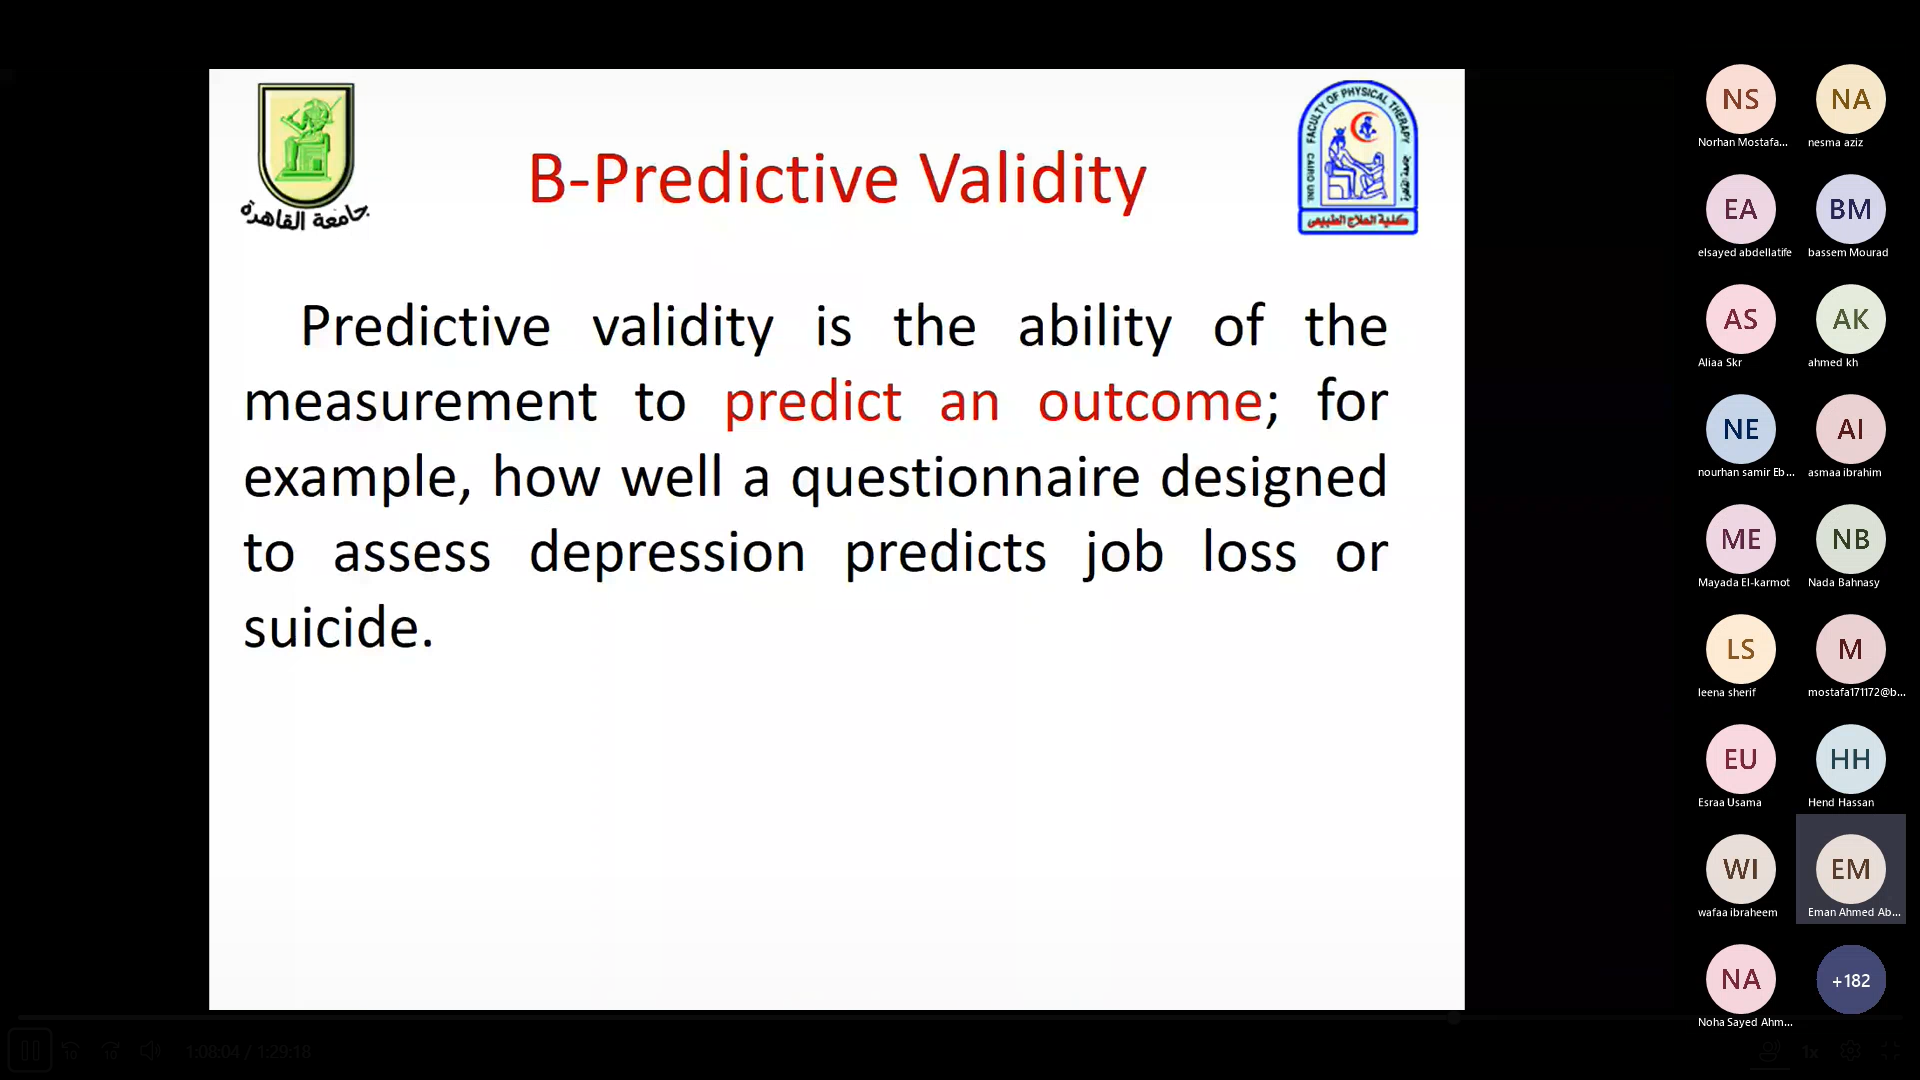 FACULTY OF PHYSICAL THERAPY
CAIRO UNI.
جامعة القاهرة
كلية العلاج الطبيعى
جامعة القاهرة
B-Predictive Validity
Predictive validity is the ability of the
measurement to predict an outcome; for
example, how well a questionnaire designed
to assess depression predicts job loss or
suicide.
NS
NA
Norhan Mostafa...
nesma aziz
EA
BM
elsayed abdellatife
bassem Mourad
AS
AK
Aliaa Skr
ahmed kh
NE
AI
nourhan samir Eb...
asmaa ibrahim
ME
NB
Mayada El-karmot
Nada Bahnasy
LS
M
leena sherif
mostafa171172@b...
EU
HH
Esraa Usama
Hend Hassan
WI
EM
wafaa ibraheem
Eman Ahmed Ab...
NA
+182
Noha Sayed Ahm...
10
10
1:08:04 / 1:29:18
1x